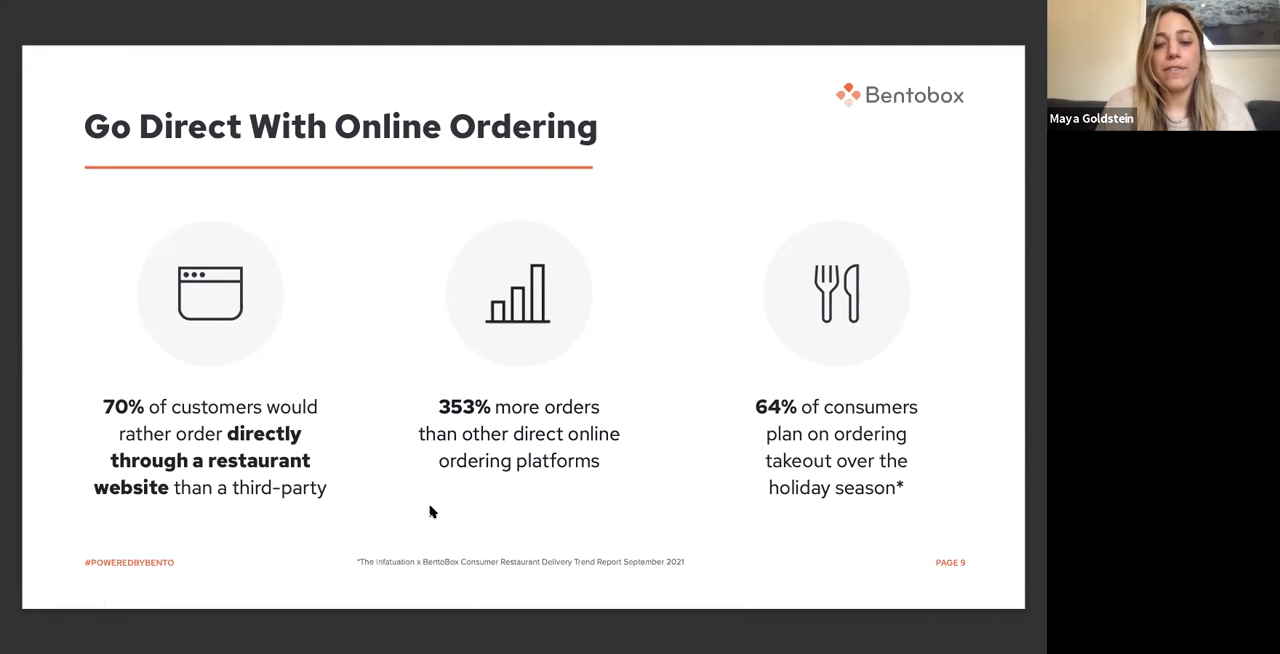 Bentobox
Go Direct With Online Ordering
70% of customers would
rather order directly
through a restaurant
website than a third-party
353% more orders
than other direct online
ordering platforms
64% of consumers
plan on ordering
takeout over the
holiday season*
#POWEREDBYBENTO
*The Infatuation x BentoBox Consumer Restaurant Delivery Trend Report September 2021
PAGE 9
Maya Goldstein